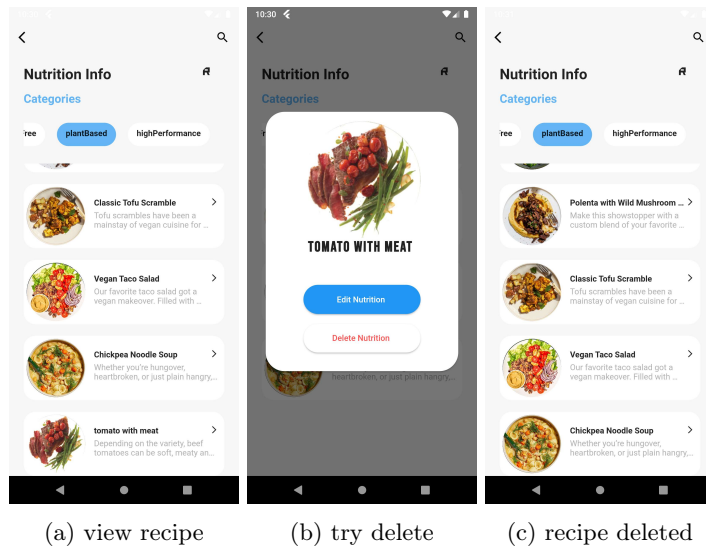 Nutrition Info
Categories
ree
plantBased
highPerformance
Classic Tofu Scramble
Tofu scrambles have been a
mainstay of vegan cuisine for ...
Vegan Taco Salad
Our favorite taco salad got a
vegan makeover. Filled with ...
Chickpea Noodle Soup
Whether you're hungover,
heartbroken, or just plain hangry,...
tomato with meat
Depending on the variety, beef
tomatoes can be soft, meaty an...
(a) view recipe
10:30
Nutrition Info
Categories
TOMATO WITH MEAT
Edit Nutrition
Delete Nutrition
heartbroken, or just plain hangry,...
(b) try delete
Nutrition Info
Categories
ree
plantBased
highPerformance
Polenta with Wild Mushroom ...
Make this showstopper with a
custom blend of your favorite ...
Classic Tofu Scramble
Tofu scrambles have been a
mainstay of vegan cuisine for ...
Vegan Taco Salad
Our favorite taco salad got a
vegan makeover. Filled with ...
Chickpea Noodle Soup
Whether you're hungover,
heartbroken, or just plain hangry,...
(c) recipe deleted